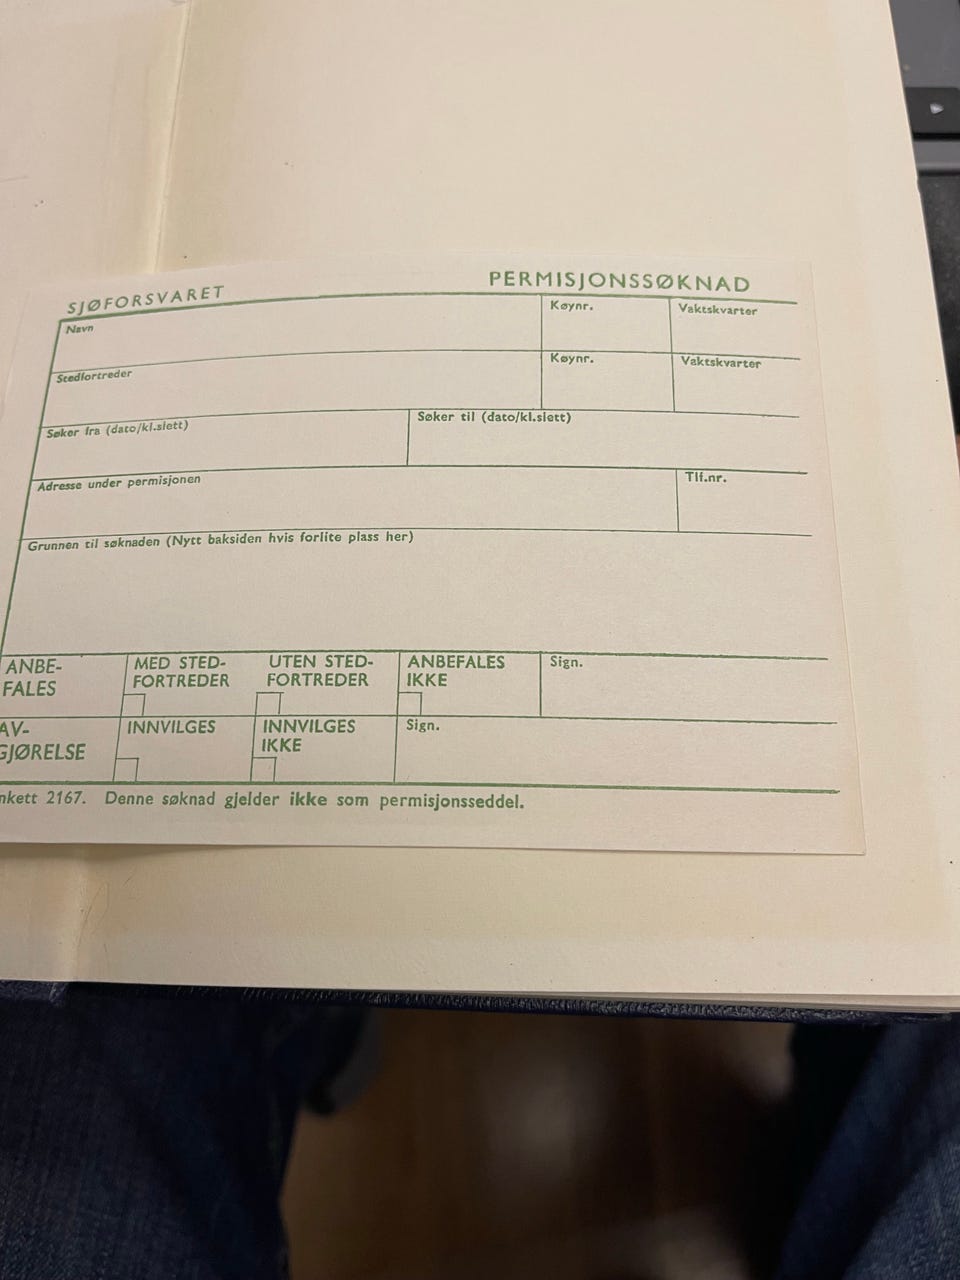 SJØFORSVARET PERMISJONSSØKNAD
Navn Køynr. Vaktskvarter
Stedfortreder Køynr. Vaktskvarter
Søker fra (dato/kl.slett) Søker til (dato/kl.slett)
Adresse under permisjonen Tlf.nr.
Grunnen til søknaden (Nytt baksiden hvis forlite plass her)
ANBE- MED STED- UTEN STED- ANBEFALES Sign.
FALES FORTREDER FORTREDER IKKE
AV- INNVILGES INNVILGES Sign.
GJØRELSE IKKE
nkett 2167. Denne søknad gjelder ikke som permisjonsseddel.